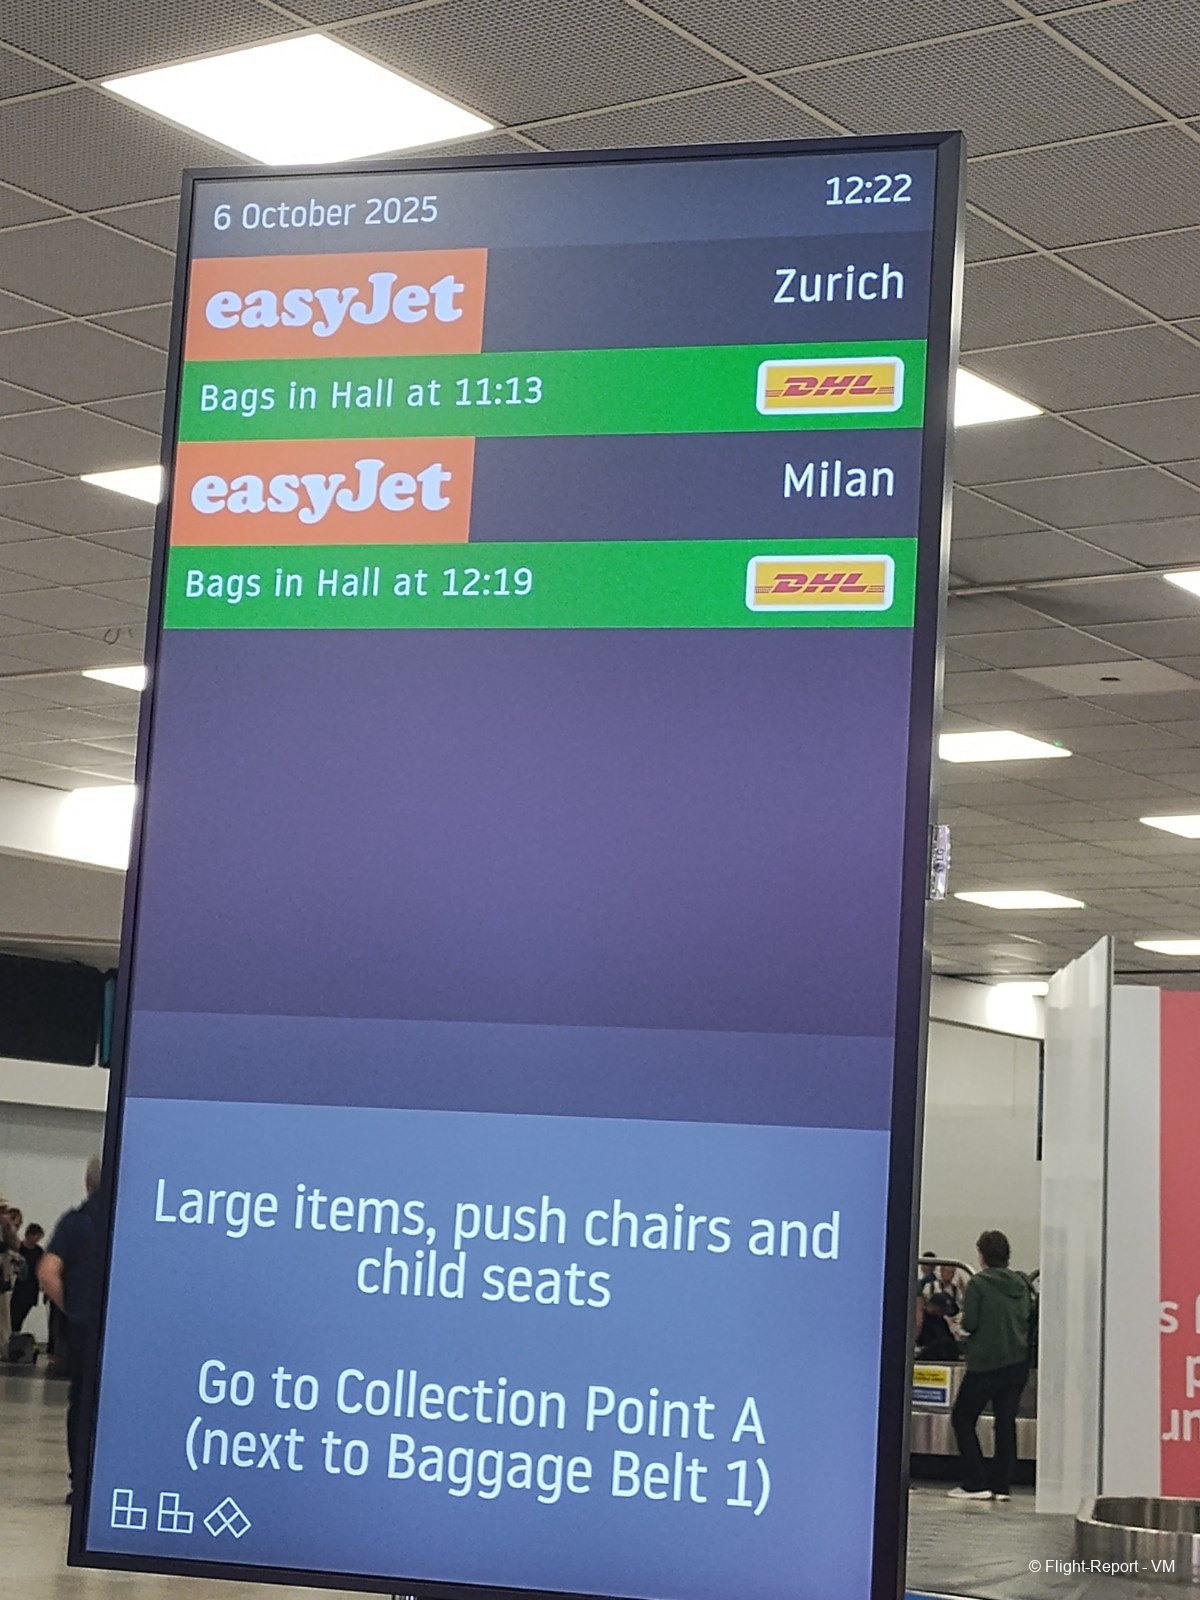 6 October 2025 12:22
easyJet Zurich
Bags in Hall at 11:13 DHL
easyJet Milan
Bags in Hall at 12:19 DHL
Large items, push chairs and
child seats
Go to Collection Point A
(next to Baggage Belt 1)
© Flight-Report - VM